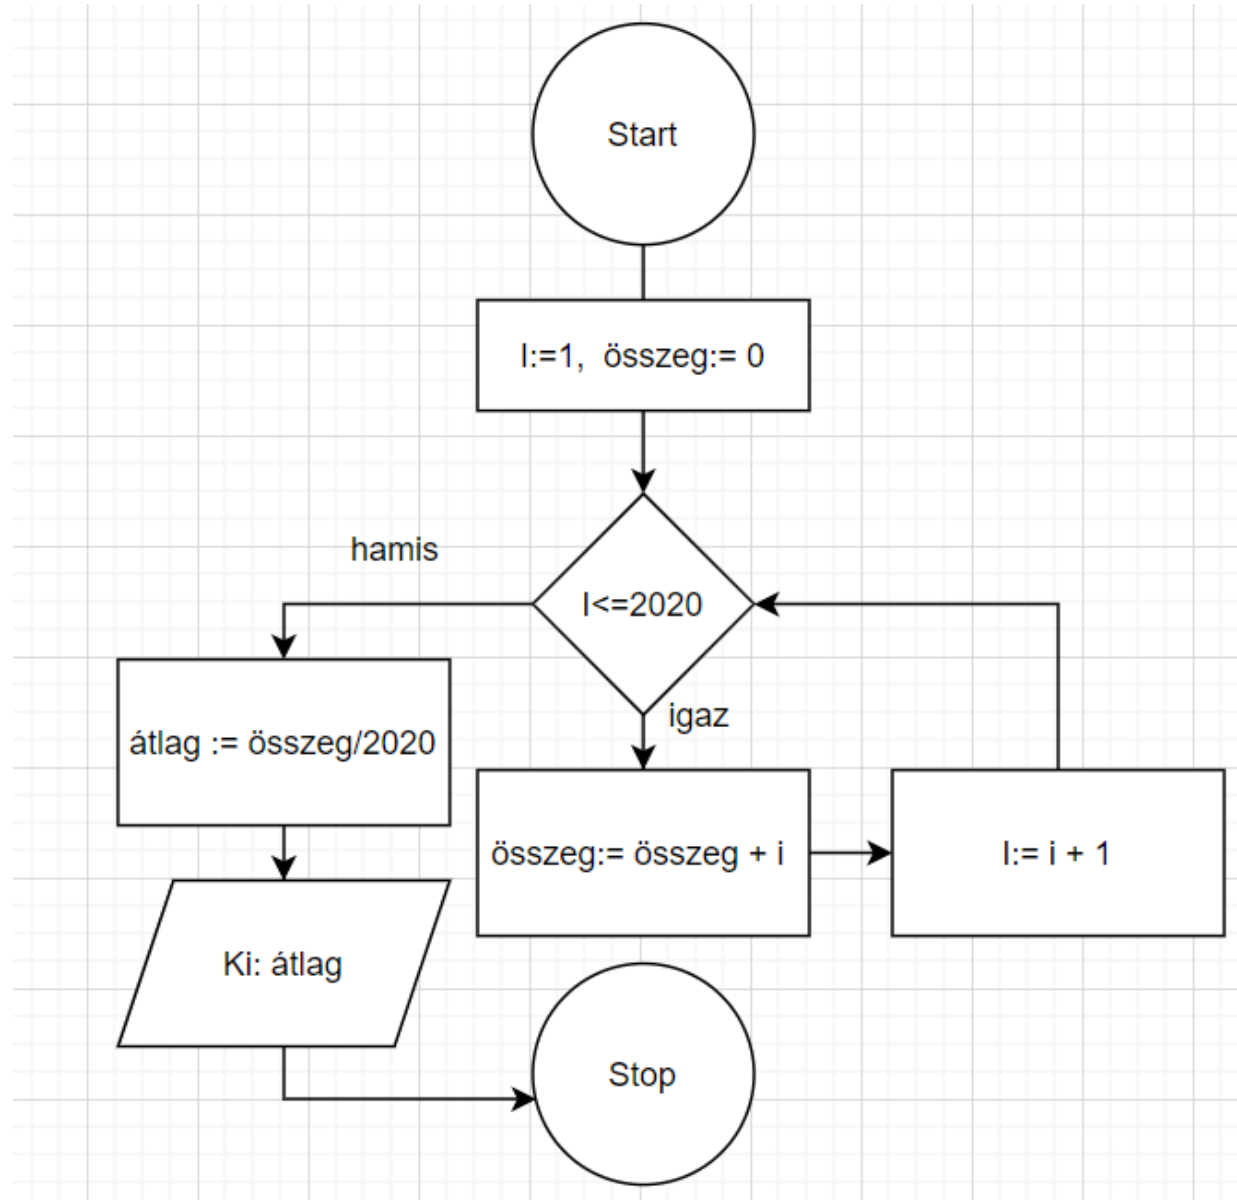 Start
I:=1,  összeg:= 0
hamis
I<=2020
igaz
átlag := összeg/2020
összeg:= összeg + i
I:= i + 1
Ki: átlag
Stop